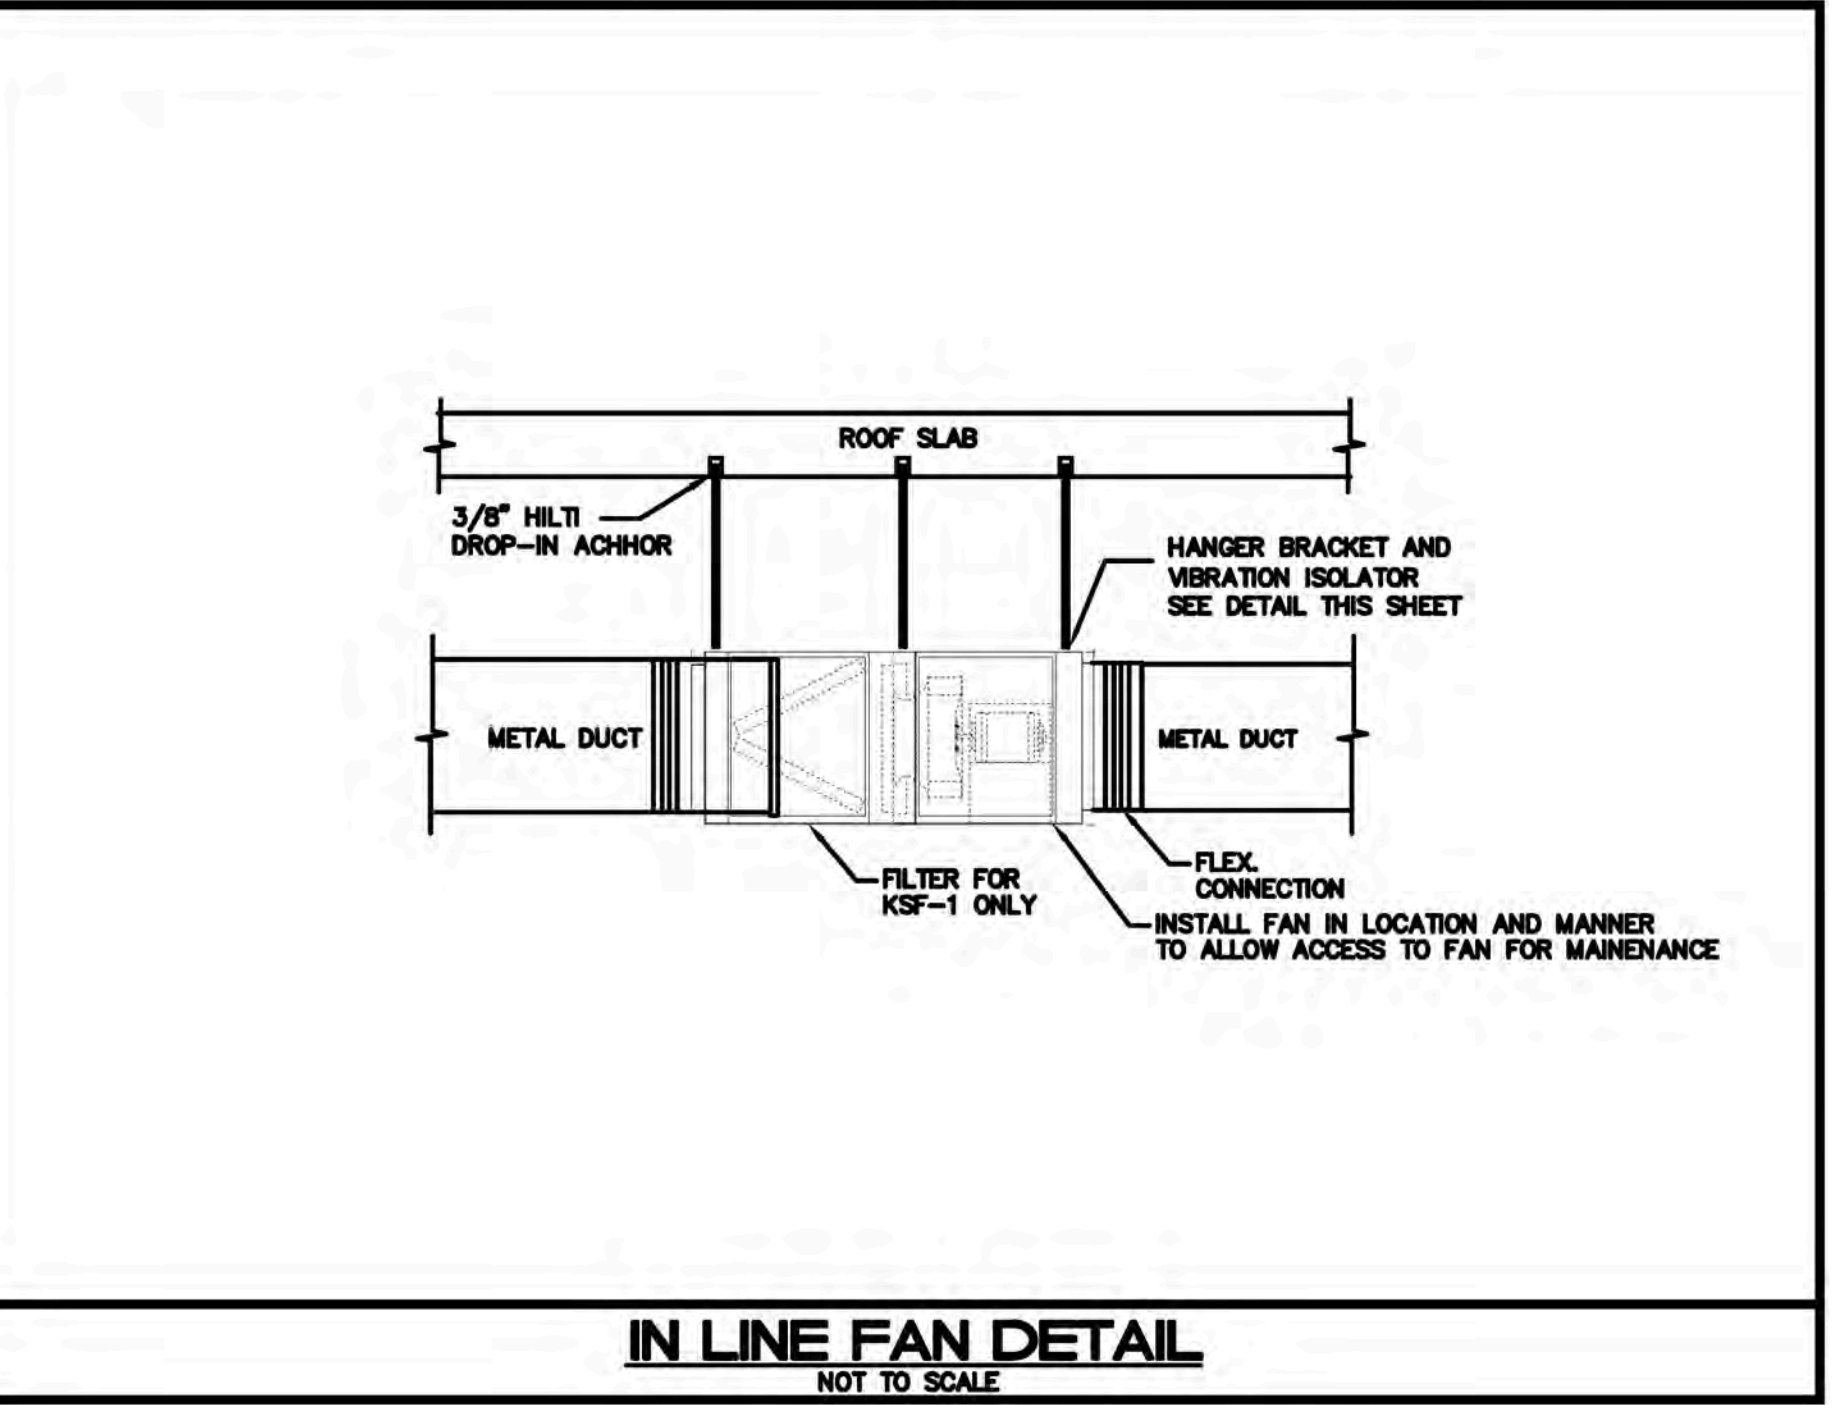 ROOF SLAB
3/8" HILTI
DROP-IN ACHHOR
HANGER BRACKET AND
VIBRATION ISOLATOR
SEE DETAIL THIS SHEET
METAL DUCT
METAL DUCT
FILTER FOR
KSF-1 ONLY
FLEX.
CONNECTION
INSTALL FAN IN LOCATION AND MANNER
TO ALLOW ACCESS TO FAN FOR MAINENANCE
IN LINE FAN DETAIL
NOT TO SCALE